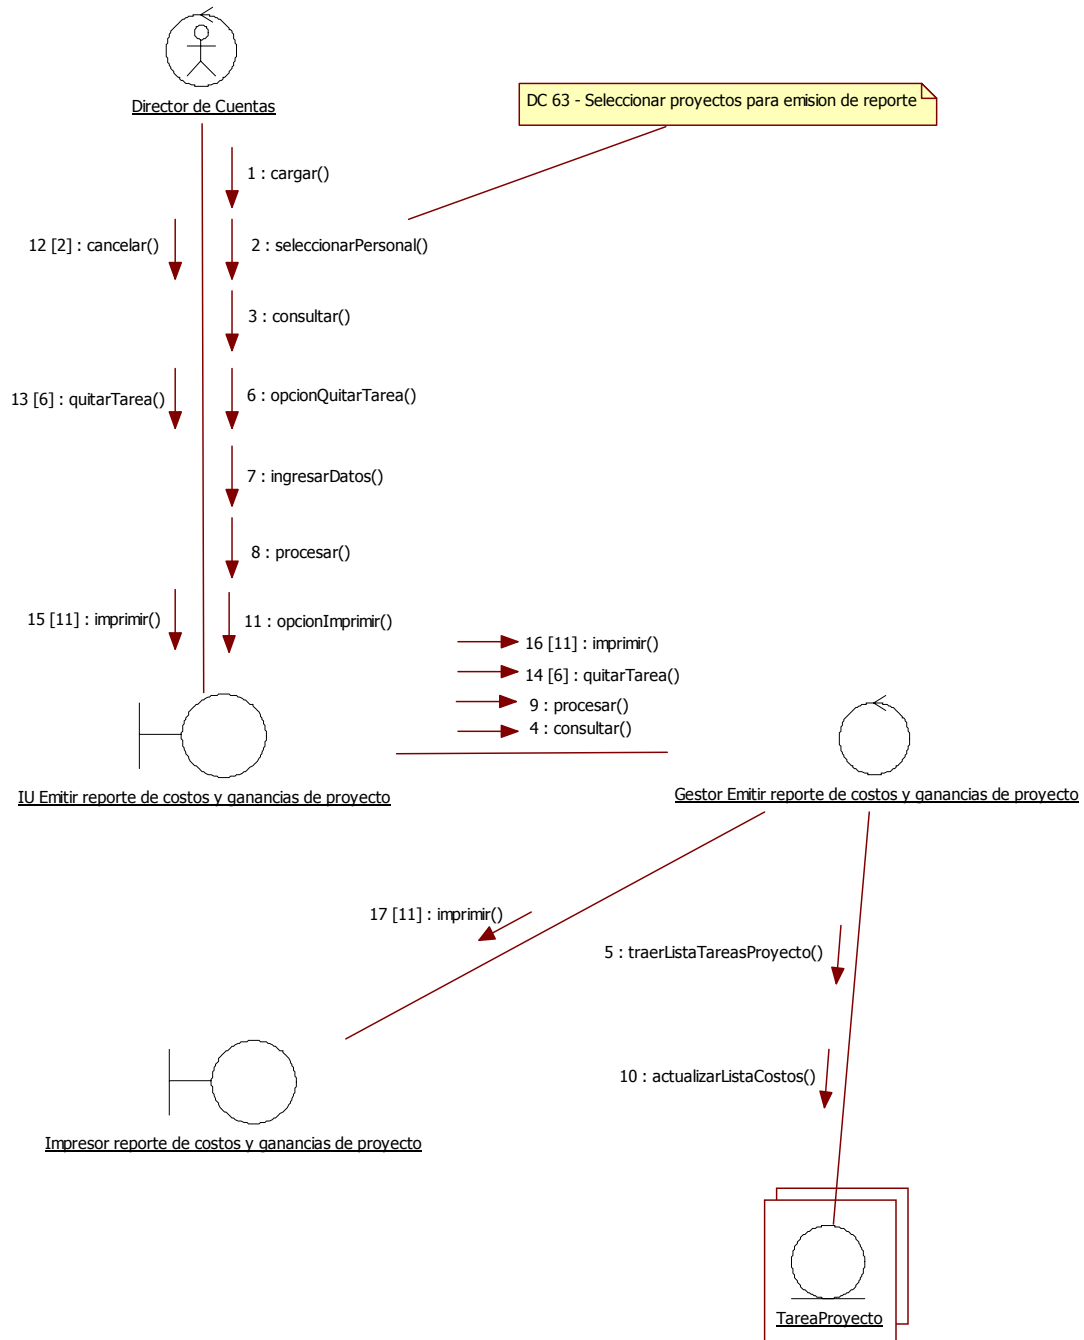 Director de Cuentas
DC 63 - Seleccionar proyectos para emision de reporte
1 : cargar()
12 [2] : cancelar()
2 : seleccionarPersonal()
3 : consultar()
13 [6] : quitarTarea()
6 : opcionQuitarTarea()
7 : ingresarDatos()
8 : procesar()
15 [11] : imprimir()
11 : opcionImprimir()
16 [11] : imprimir()
14 [6] : quitarTarea()
9 : procesar()
4 : consultar()
IU Emitir reporte de costos y ganancias de proyecto
Gestor Emitir reporte de costos y ganancias de proyecto
17 [11] : imprimir()
5 : traerListaTareasProyecto()
10 : actualizarListaCostos()
Impresor reporte de costos y ganancias de proyecto
TareaProyecto